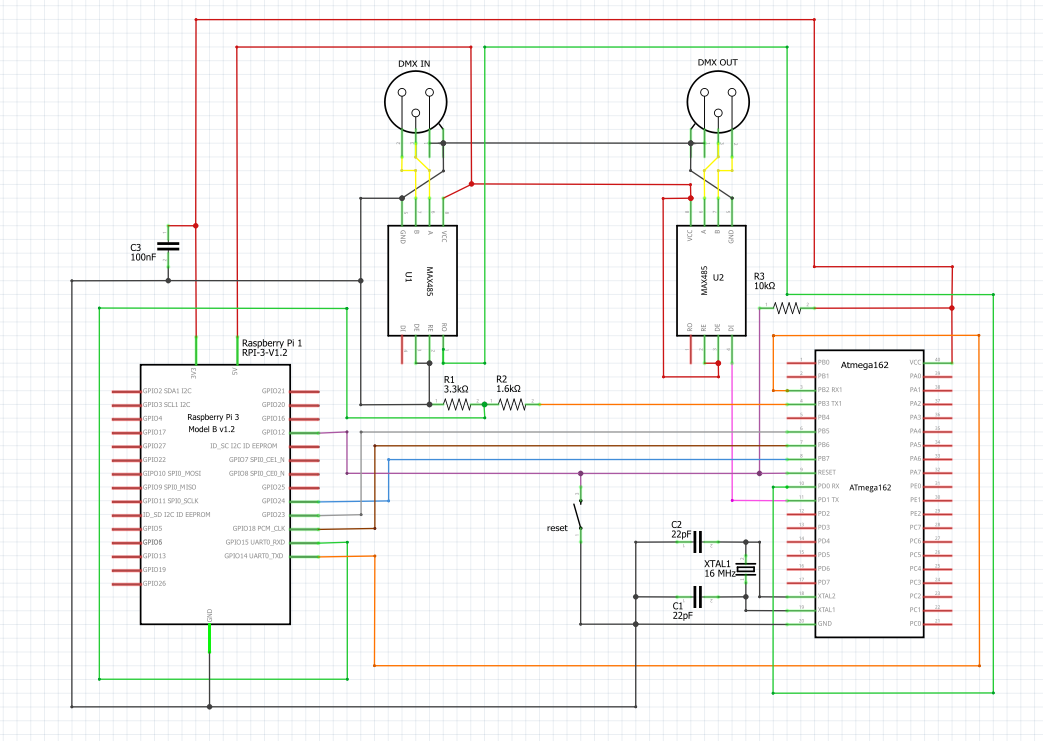 DMX IN
DMX OUT
C3
100nF
GND
B
A
VCC
U1
MAX485
DI
DE
RE
RO
VCC
A
B
GND
MAX485
U2
RO
RE
DE
DI
R3
10kΩ
Raspberry Pi 1
RPI-3-V1.2
3V3
5V
Raspberry Pi 3
Model B v1.2
GPIO2 SDA1 I2C
GPIO3 SCL1 I2C
GPIO4
GPIO17
GPIO27
GPIO22
GPIO10 SPI0_MOSI
GPIO9 SPI0_MISO
GPIO11 SPI0_SCLK
ID_SD I2C ID EEPROM
GPIO5
GPIO6
GPIO13
GPIO19
GPIO26
GPIO21
GPIO20
GPIO16
GPIO12
ID_SC I2C ID EEPROM
GPIO7 SPI0_CE1_N
GPIO8 SPI0_CE0_N
GPIO25
GPIO24
GPIO23
GPIO18 PCM_CLK
GPIO15 UART0_RXD
GPIO14 UART0_TXD
GND
R1
3.3kΩ
R2
1.6kΩ
reset
C2
22pF
XTAL1
16 MHz
C1
22pF
Atmega162
ATmega162
PB0
PB1
PB2 RX1
PB3 TX1
PB4
PB5
PB6
PB7
RESET
PD0 RX
PD1 TX
PD2
PD3
PD4
PD5
PD6
PD7
XTAL2
XTAL1
GND
VCC
PA0
PA1
PA2
PA3
PA4
PA5
PA6
PA7
PE0
PE1
PE2
PC7
PC6
PC5
PC4
PC3
PC2
PC1
PC0